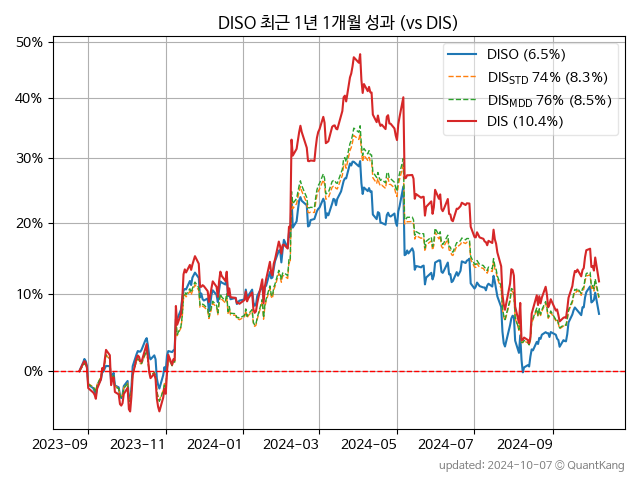 DISO 최근 1년 1개월 성과 (vs DIS)
50%
40%
30%
20%
10%
0%
DISO (6.5%)
DIS_STD 74% (8.3%)
DIS_MDD 76% (8.5%)
DIS (10.4%)
2023-09 2023-11 2024-01 2024-03 2024-05 2024-07 2024-09
updated: 2024-10-07 © QuantKang